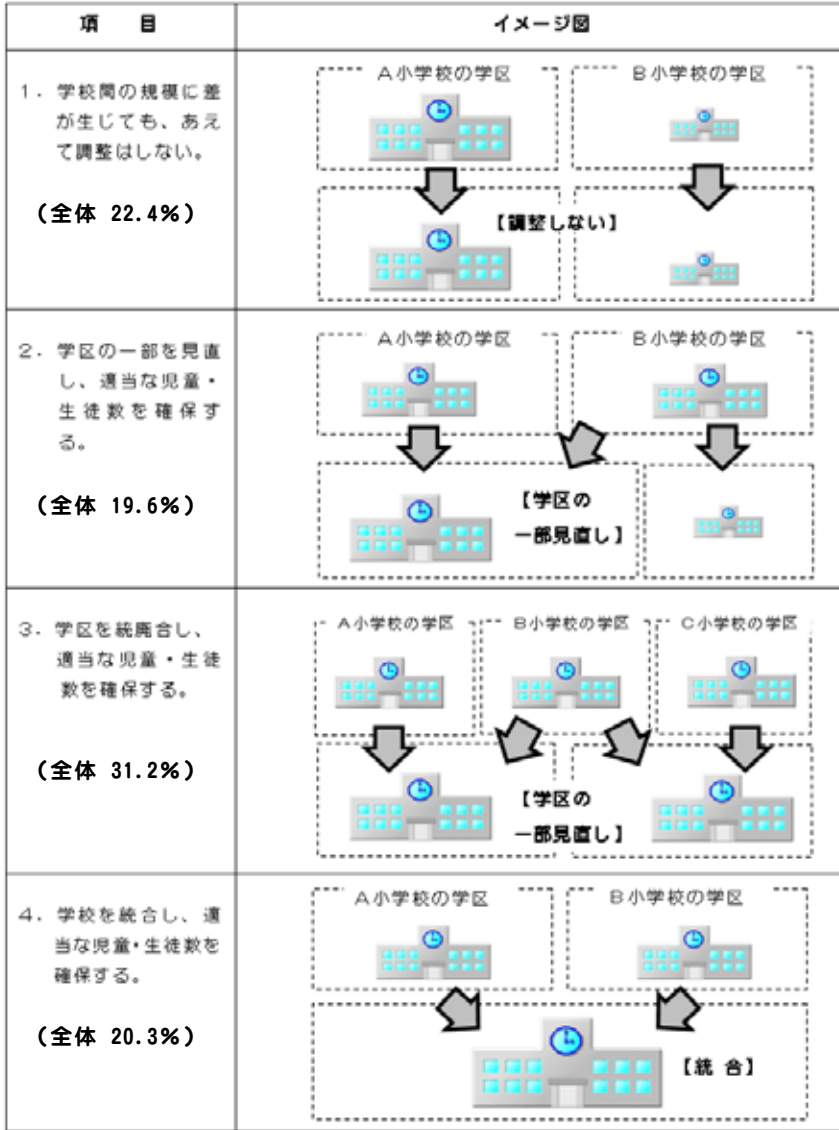 項　目
イメージ図
1．学校間の規模に差
が生じても、あえ
て調整はしない。
（全体 22.4%）
A小学校の学区
B小学校の学区
【調整しない】
2．学区の一部を見直
し、適当な児童・
生徒数を確保す
る。
（全体 19.6%）
A小学校の学区
B小学校の学区
【学区の
一部見直し】
3．学区を統廃合し、
適当な児童・生徒
数を確保する。
（全体 31.2%）
A小学校の学区
B小学校の学区
C小学校の学区
【学区の
一部見直し】
4．学校を統合し、適
当な児童・生徒数を
確保する。
（全体 20.3%）
A小学校の学区
B小学校の学区
【統 合】